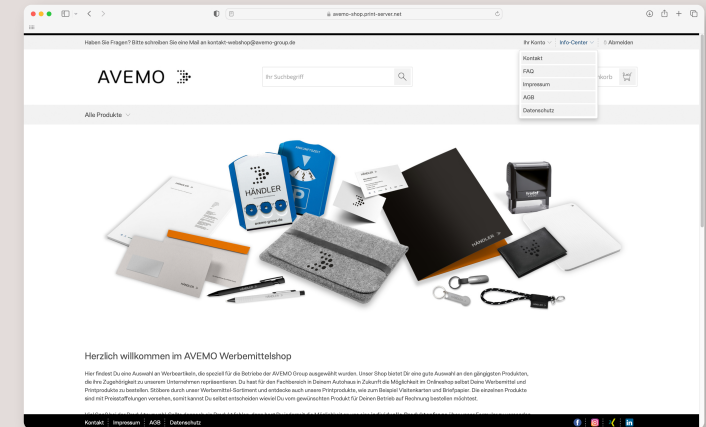 avemo-shop.print-server.net
Haben Sie Fragen? Bitte schreiben Sie eine Mail an kontakt-webshop@avemo-group.de
Ihr Konto Info-Center Abmelden
Kontakt
FAQ
Impressum
AGB
Datenschutz
AVEMO
Ihr Suchbegriff
Alle Produkte
HÄNDLER
avemo-group.de
HÄNDLER
Herzlich willkommen im AVEMO Werbemittelshop
Hier findest Du eine Auswahl an Werbeartikeln, die speziell für die Betriebe der AVEMO Group ausgewählt wurden. Unser Shop bietet Dir eine gute Auswahl an den gängigsten Produkten,
die ihre Zugehörigkeit zu unserem Unternehmen repräsentieren. Du hast für den Fachbereich in Deinem Autohaus in Zukunft die Möglichkeit im Onlineshop selbst Deine Werbemittel und
Printprodukte zu bestellen. Stöbere durch unser Werbemittel-Sortiment und entdecke auch unsere Printprodukte, wie zum Beispiel Visitenkarten und Briefpapier. Die einzelnen Produkte
sind mit Preisstaffelungen versehen, somit kannst Du selbst entscheiden wieviel Du vom gewünschten Produkt für Deinen Betrieb auf Rechnung bestellen möchtest.
Kontakt Impressum AGB Datenschutz